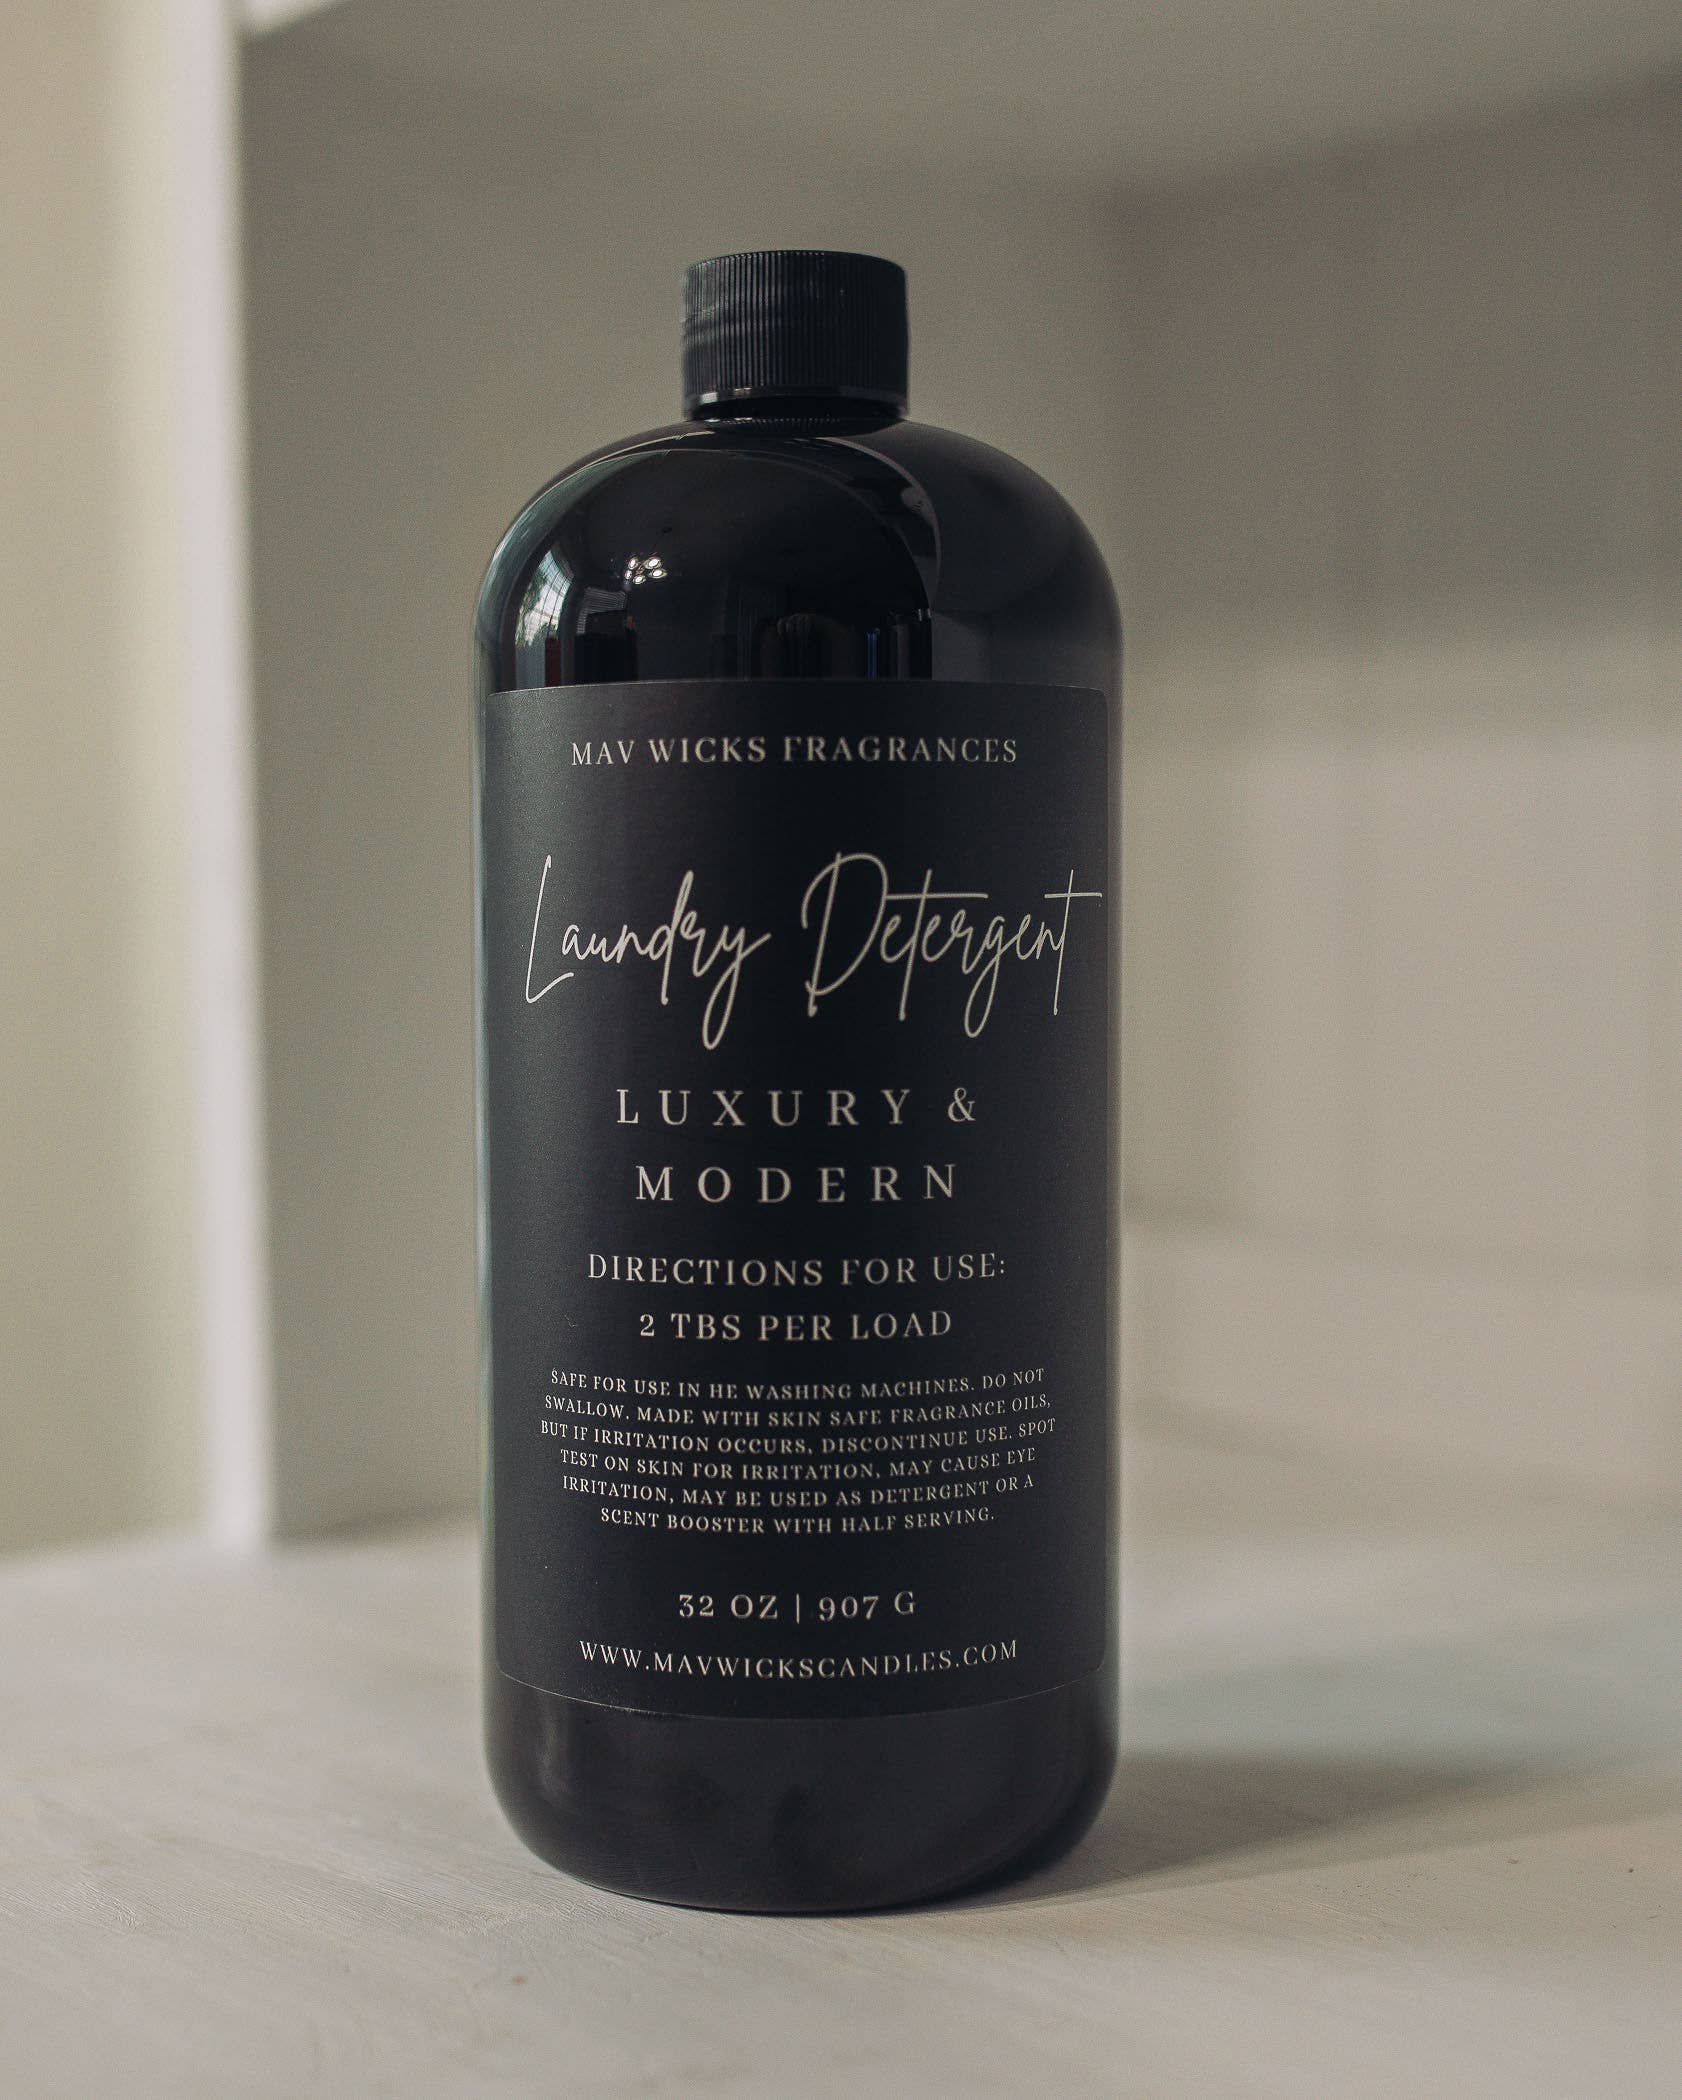 MAV WICKS FRAGRANCES
Laundry Detergent
LUXURY &
MODERN
DIRECTIONS FOR USE:
2 TBS PER LOAD
SAFE FOR USE IN HE WASHING MACHINES. DO NOT
SWALLOW. MADE WITH SKIN SAFE FRAGRANCE OILS,
BUT IF IRRITATION OCCURS, DISCONTINUE USE. SPOT
TEST ON SKIN FOR IRRITATION, MAY CAUSE EYE
IRRITATION, MAY BE USED AS DETERGENT OR A
SCENT BOOSTER WITH HALF SERVING.
32 OZ | 907 G
WWW.MAVWICKSCANDLES.COM